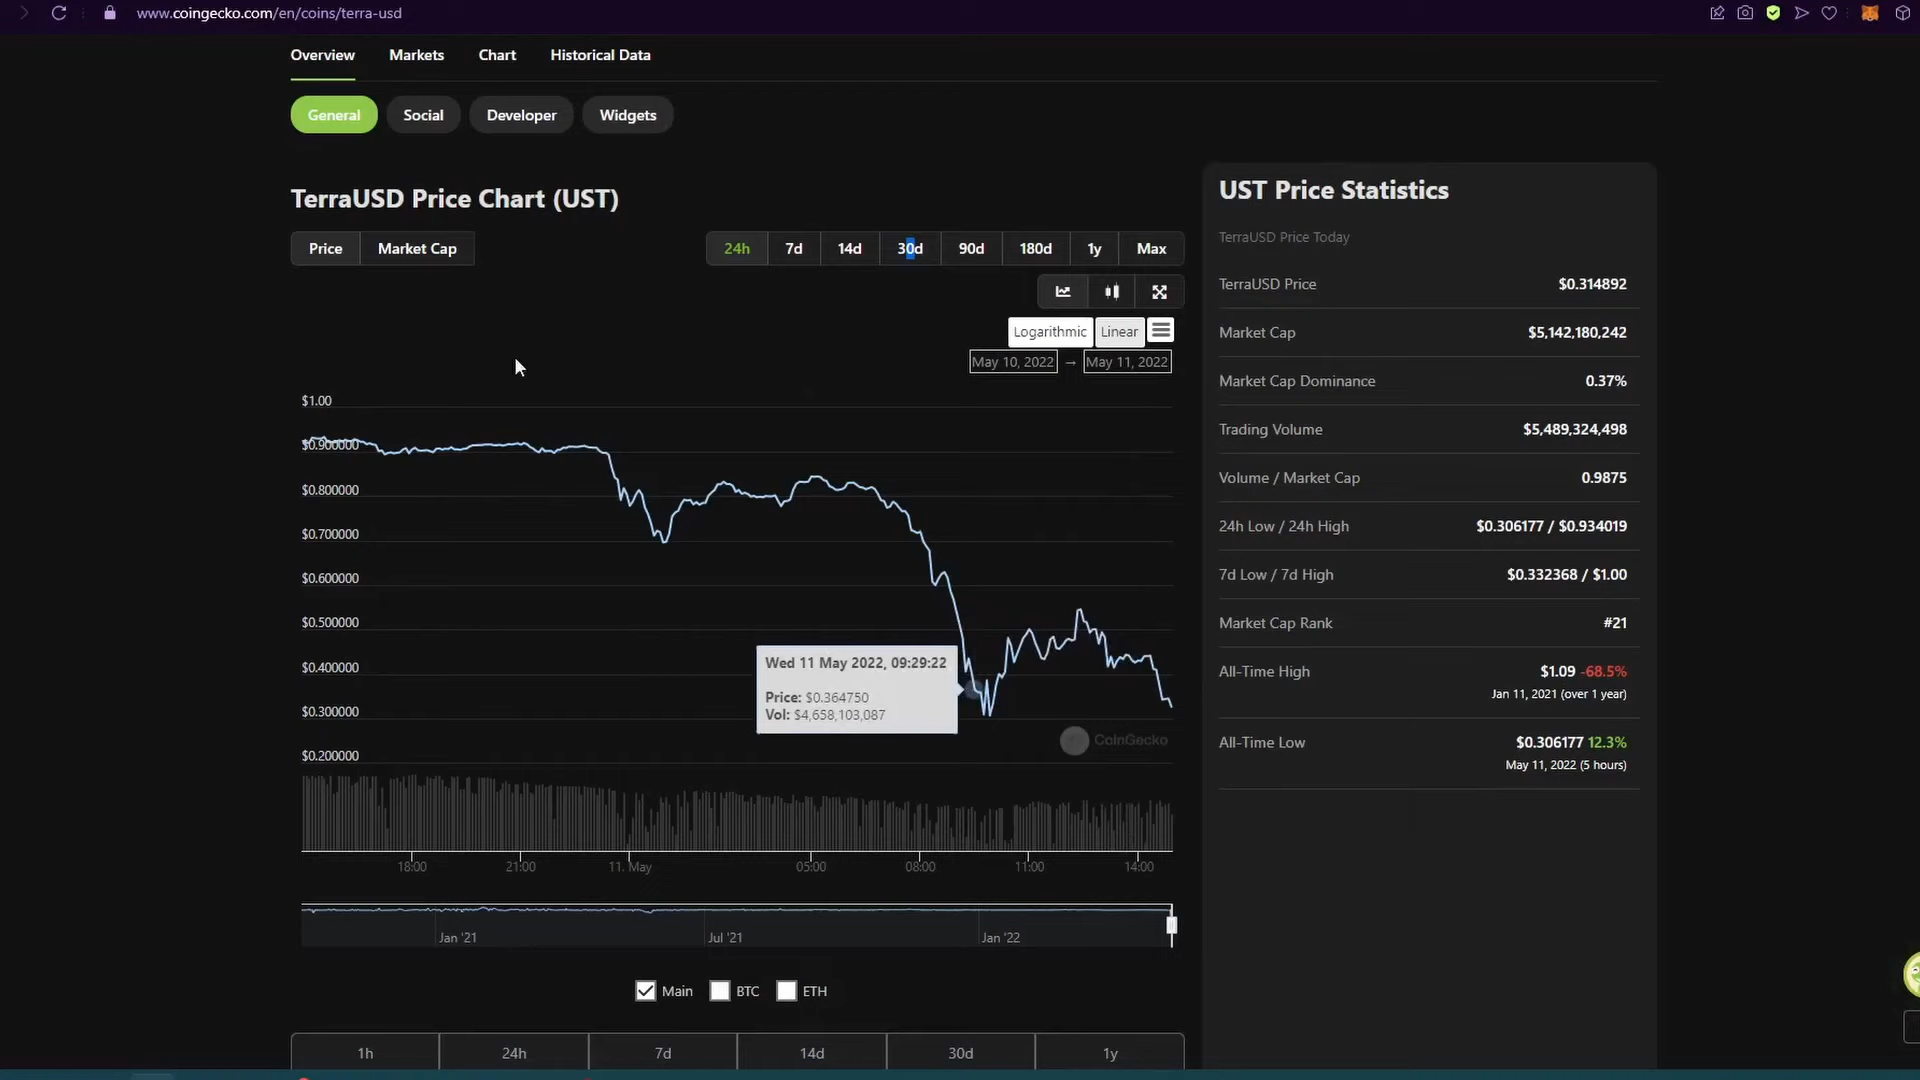 www.coingecko.com/en/coins/terra-usd
Overview Markets Chart Historical Data
General Social Developer Widgets
TerraUSD Price Chart (UST)
Price Market Cap
24h 7d 14d 30d 90d 180d 1y Max
Logarithmic Linear
May 10, 2022 → May 11, 2022
$1.00
$0.900000
$0.800000
$0.700000
$0.600000
$0.500000
$0.400000
$0.300000
$0.200000
Wed 11 May 2022, 09:29:22
Price: $0.364750
Vol: $4,658,103,087
CoinGecko
18:00 21:00 11. May 05:00 08:00 11:00 14:00
Jan '21 Jul '21 Jan '22
Main BTC ETH
1h 24h 7d 14d 30d 1y
UST Price Statistics
TerraUSD Price Today
TerraUSD Price $0.314892
Market Cap $5,142,180,242
Market Cap Dominance 0.37%
Trading Volume $5,489,324,498
Volume / Market Cap 0.9875
24h Low / 24h High $0.306177 / $0.934019
7d Low / 7d High $0.332368 / $1.00
Market Cap Rank #21
All-Time High $1.09 -68.5%
Jan 11, 2021 (over 1 year)
All-Time Low $0.306177 12.3%
May 11, 2022 (5 hours)